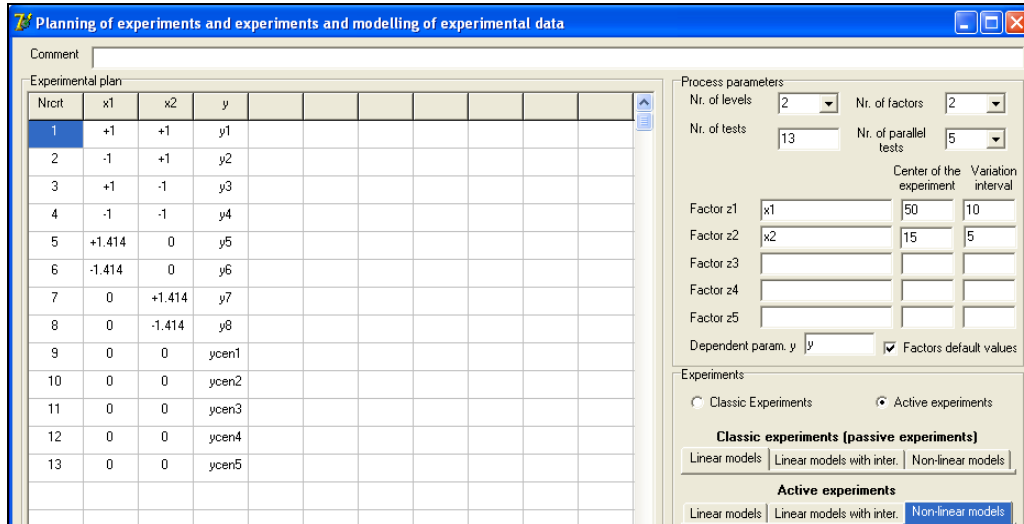 Planning of experiments and experiments and modelling of experimental data
Comment
Experimental plan
Nrcrt x1 x2 y
1 +1 +1 y1
2 -1 +1 y2
3 +1 -1 y3
4 -1 -1 y4
5 +1.414 0 y5
6 -1.414 0 y6
7 0 +1.414 y7
8 0 -1.414 y8
9 0 0 ycen1
10 0 0 ycen2
11 0 0 ycen3
12 0 0 ycen4
13 0 0 ycen5
Process parameters
Nr. of levels 2 Nr. of factors 2
Nr. of tests 13 Nr. of parallel tests 5
Center of the experiment Variation interval
Factor z1 x1 50 10
Factor z2 x2 15 5
Factor z3
Factor z4
Factor z5
Dependent param. y y Factors default values
Experiments
Classic Experiments Active experiments
Classic experiments (passive experiments)
Linear models Linear models with inter. Non-linear models
Active experiments
Linear models Linear models with inter. Non-linear models